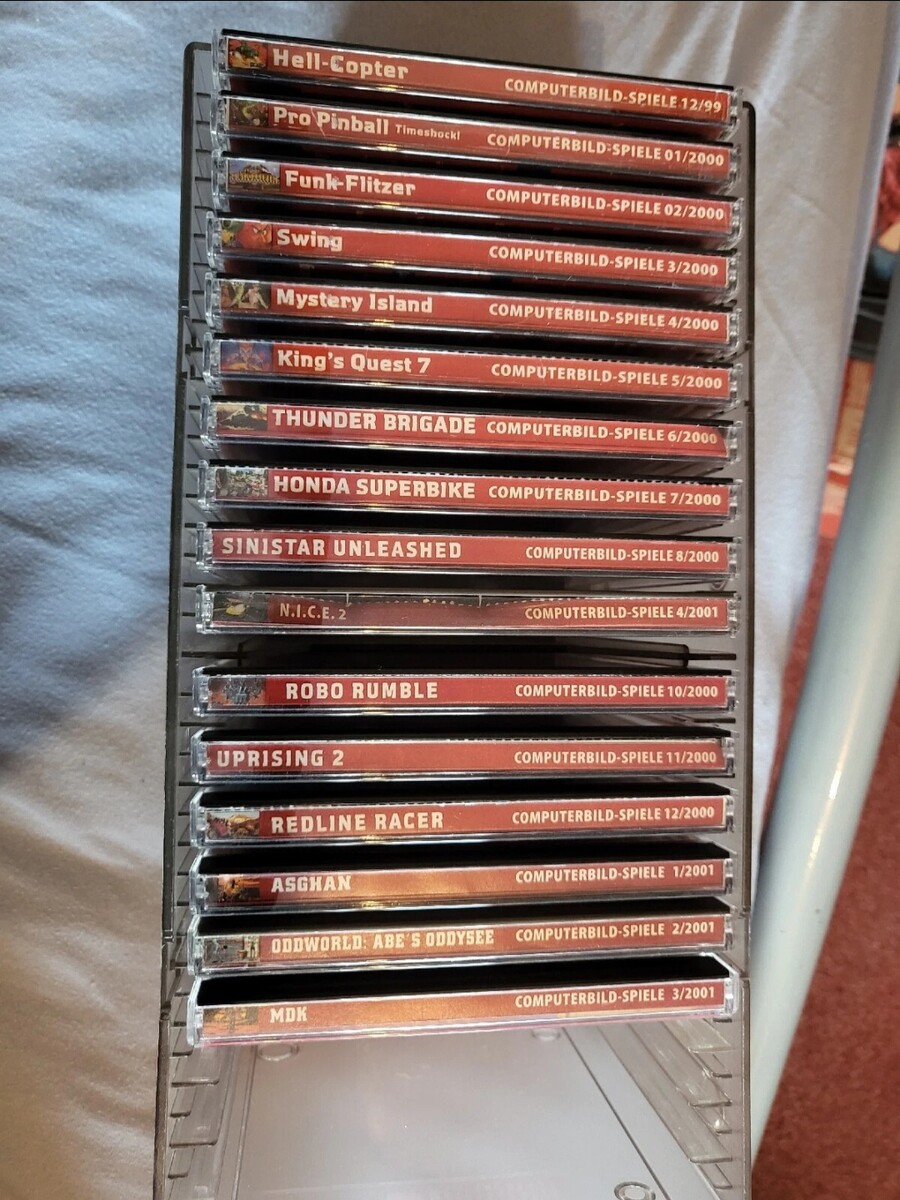 Hell-Copter COMPUTERBILD-SPIELE 12/99
Pro Pinball Timeshock! COMPUTERBILD-SPIELE 01/2000
Funk-Flitzer COMPUTERBILD-SPIELE 02/2000
Swing COMPUTERBILD-SPIELE 3/2000
Mystery Island COMPUTERBILD-SPIELE 4/2000
King's Quest 7 COMPUTERBILD-SPIELE 5/2000
THUNDER BRIGADE COMPUTERBILD-SPIELE 6/2000
HONDA SUPERBIKE COMPUTERBILD-SPIELE 7/2000
SINISTAR UNLEASHED COMPUTERBILD-SPIELE 8/2000
N.I.C.E. 2 COMPUTERBILD-SPIELE 4/2001
ROBO RUMBLE COMPUTERBILD-SPIELE 10/2000
UPRISING 2 COMPUTERBILD-SPIELE 11/2000
REDLINE RACER COMPUTERBILD-SPIELE 12/2000
ASGHAN COMPUTERBILD-SPIELE 1/2001
ODDWORLD: ABE'S ODDYSEE COMPUTERBILD-SPIELE 2/2001
MDK COMPUTERBILD-SPIELE 3/2001